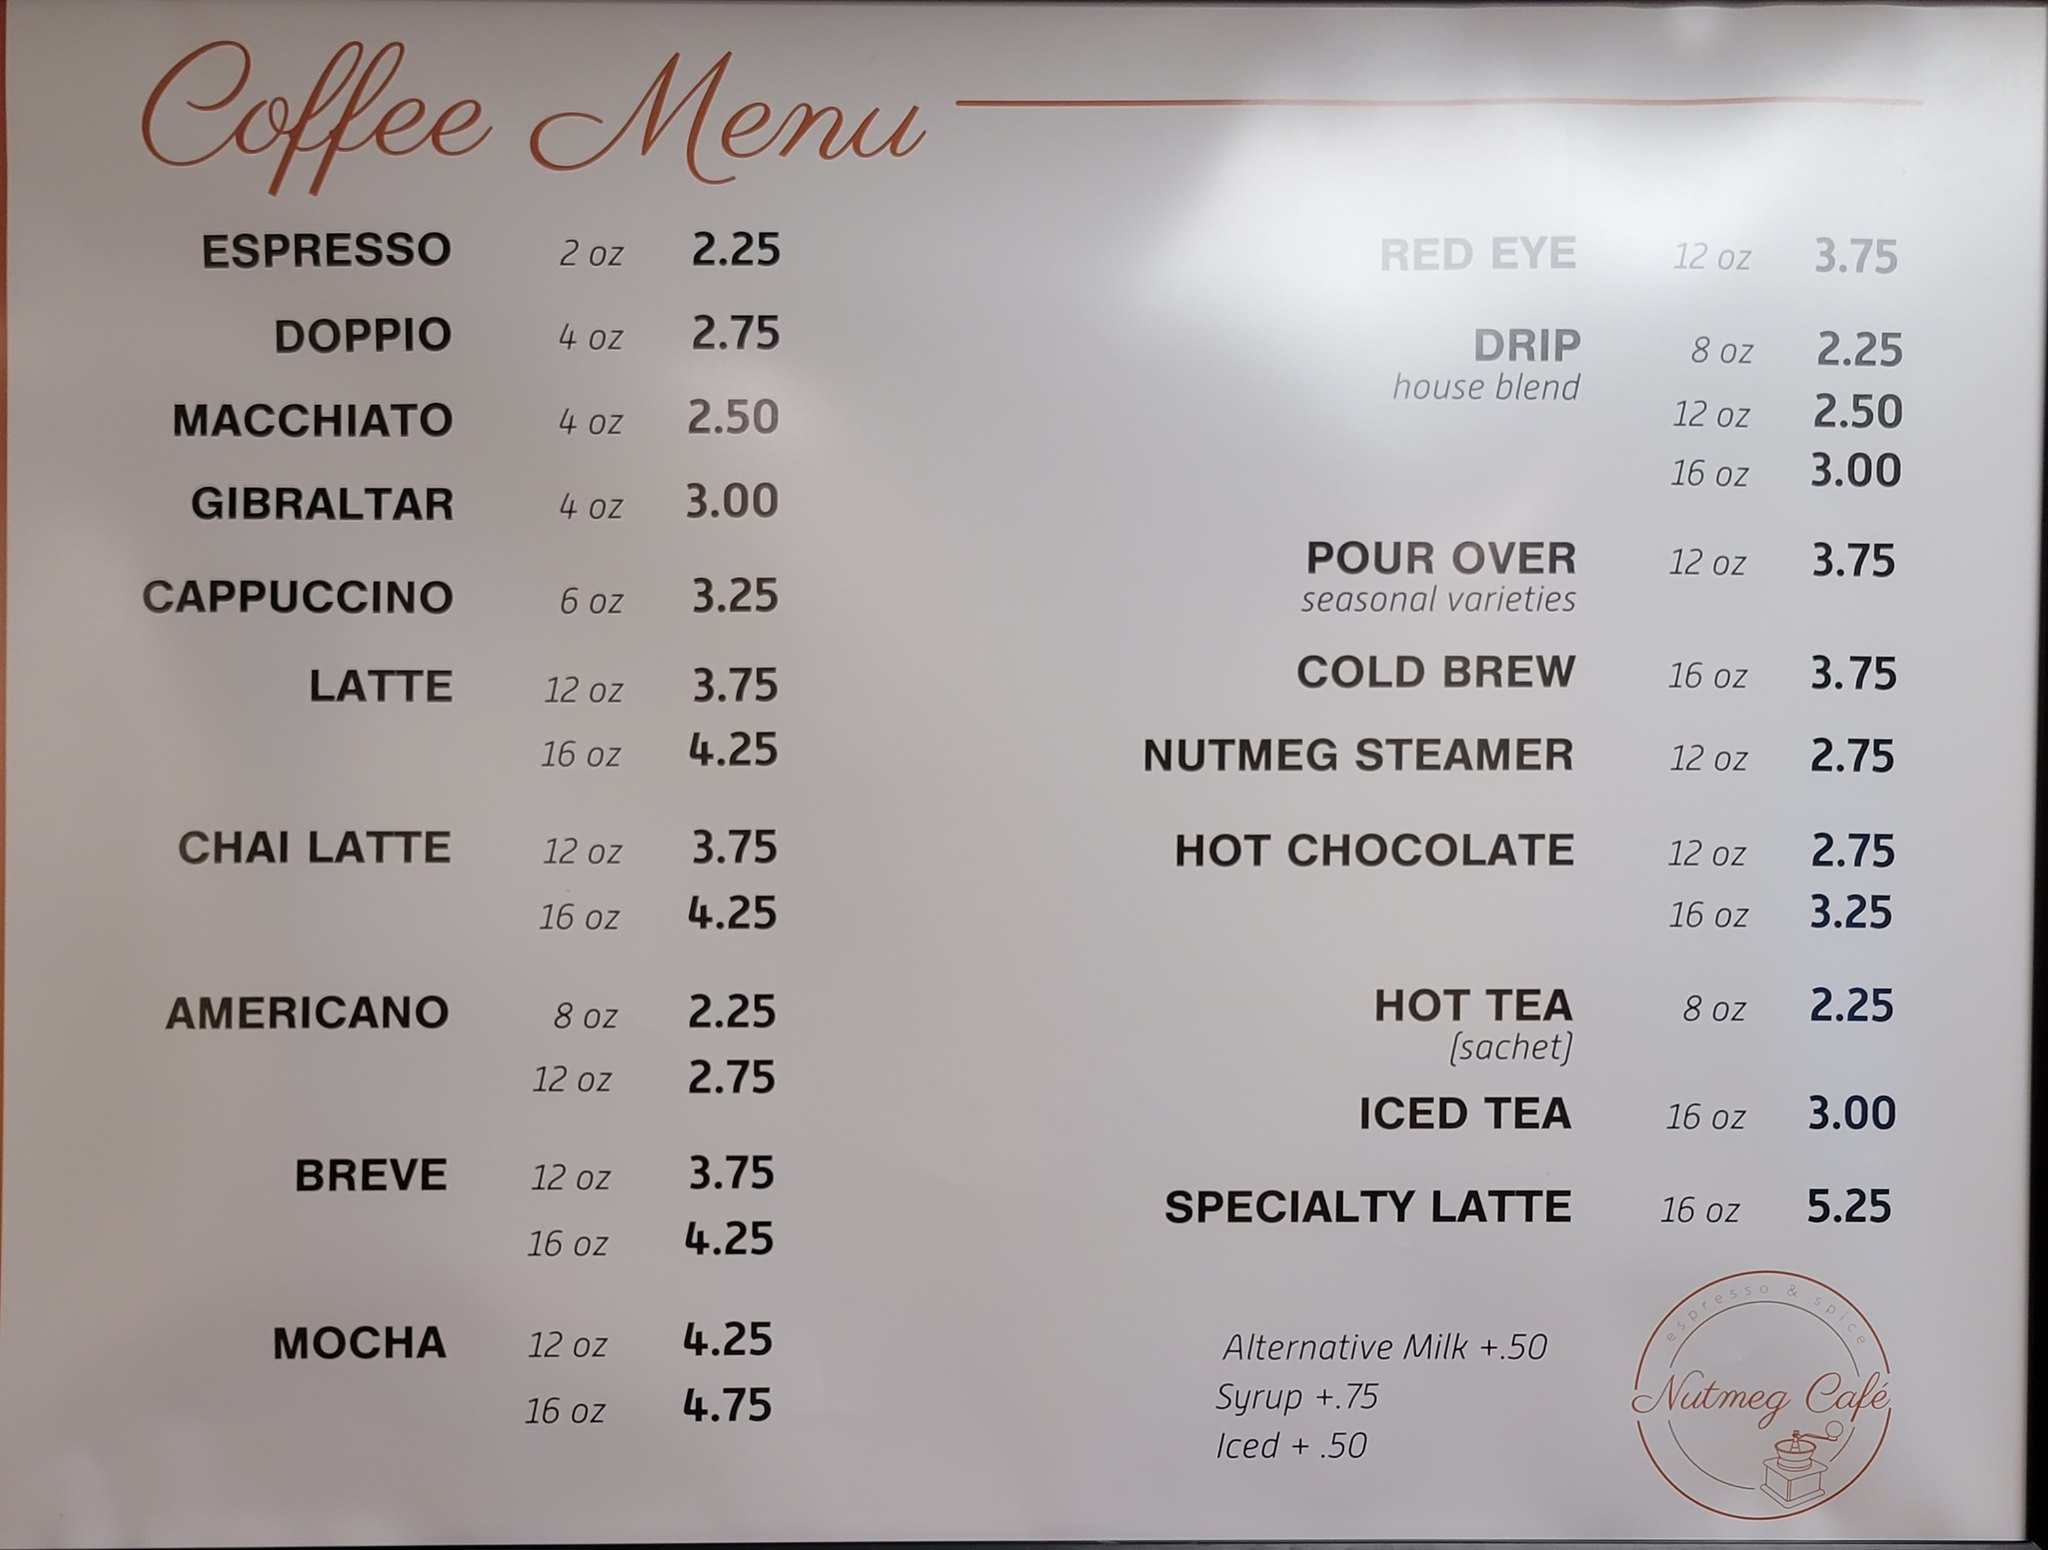 Coffee Menu
ESPRESSO 2 oz 2.25
DOPPIO 4 oz 2.75
MACCHIATO 4 oz 2.50
GIBRALTAR 4 oz 3.00
CAPPUCCINO 6 oz 3.25
LATTE 12 oz 3.75
16 oz 4.25
CHAI LATTE 12 oz 3.75
16 oz 4.25
AMERICANO 8 oz 2.25
12 oz 2.75
BREVE 12 oz 3.75
16 oz 4.25
MOCHA 12 oz 4.25
16 oz 4.75
RED EYE 12 oz 3.75
DRIP 8 oz 2.25
house blend
12 oz 2.50
16 oz 3.00
POUR OVER 12 oz 3.75
seasonal varieties
COLD BREW 16 oz 3.75
NUTMEG STEAMER 12 oz 2.75
HOT CHOCOLATE 12 oz 2.75
16 oz 3.25
HOT TEA 8 oz 2.25
(sachet)
ICED TEA 16 oz 3.00
SPECIALTY LATTE 16 oz 5.25
Alternative Milk +.50
Syrup +.75
Iced + .50
espresso & spice
Nutmeg Café